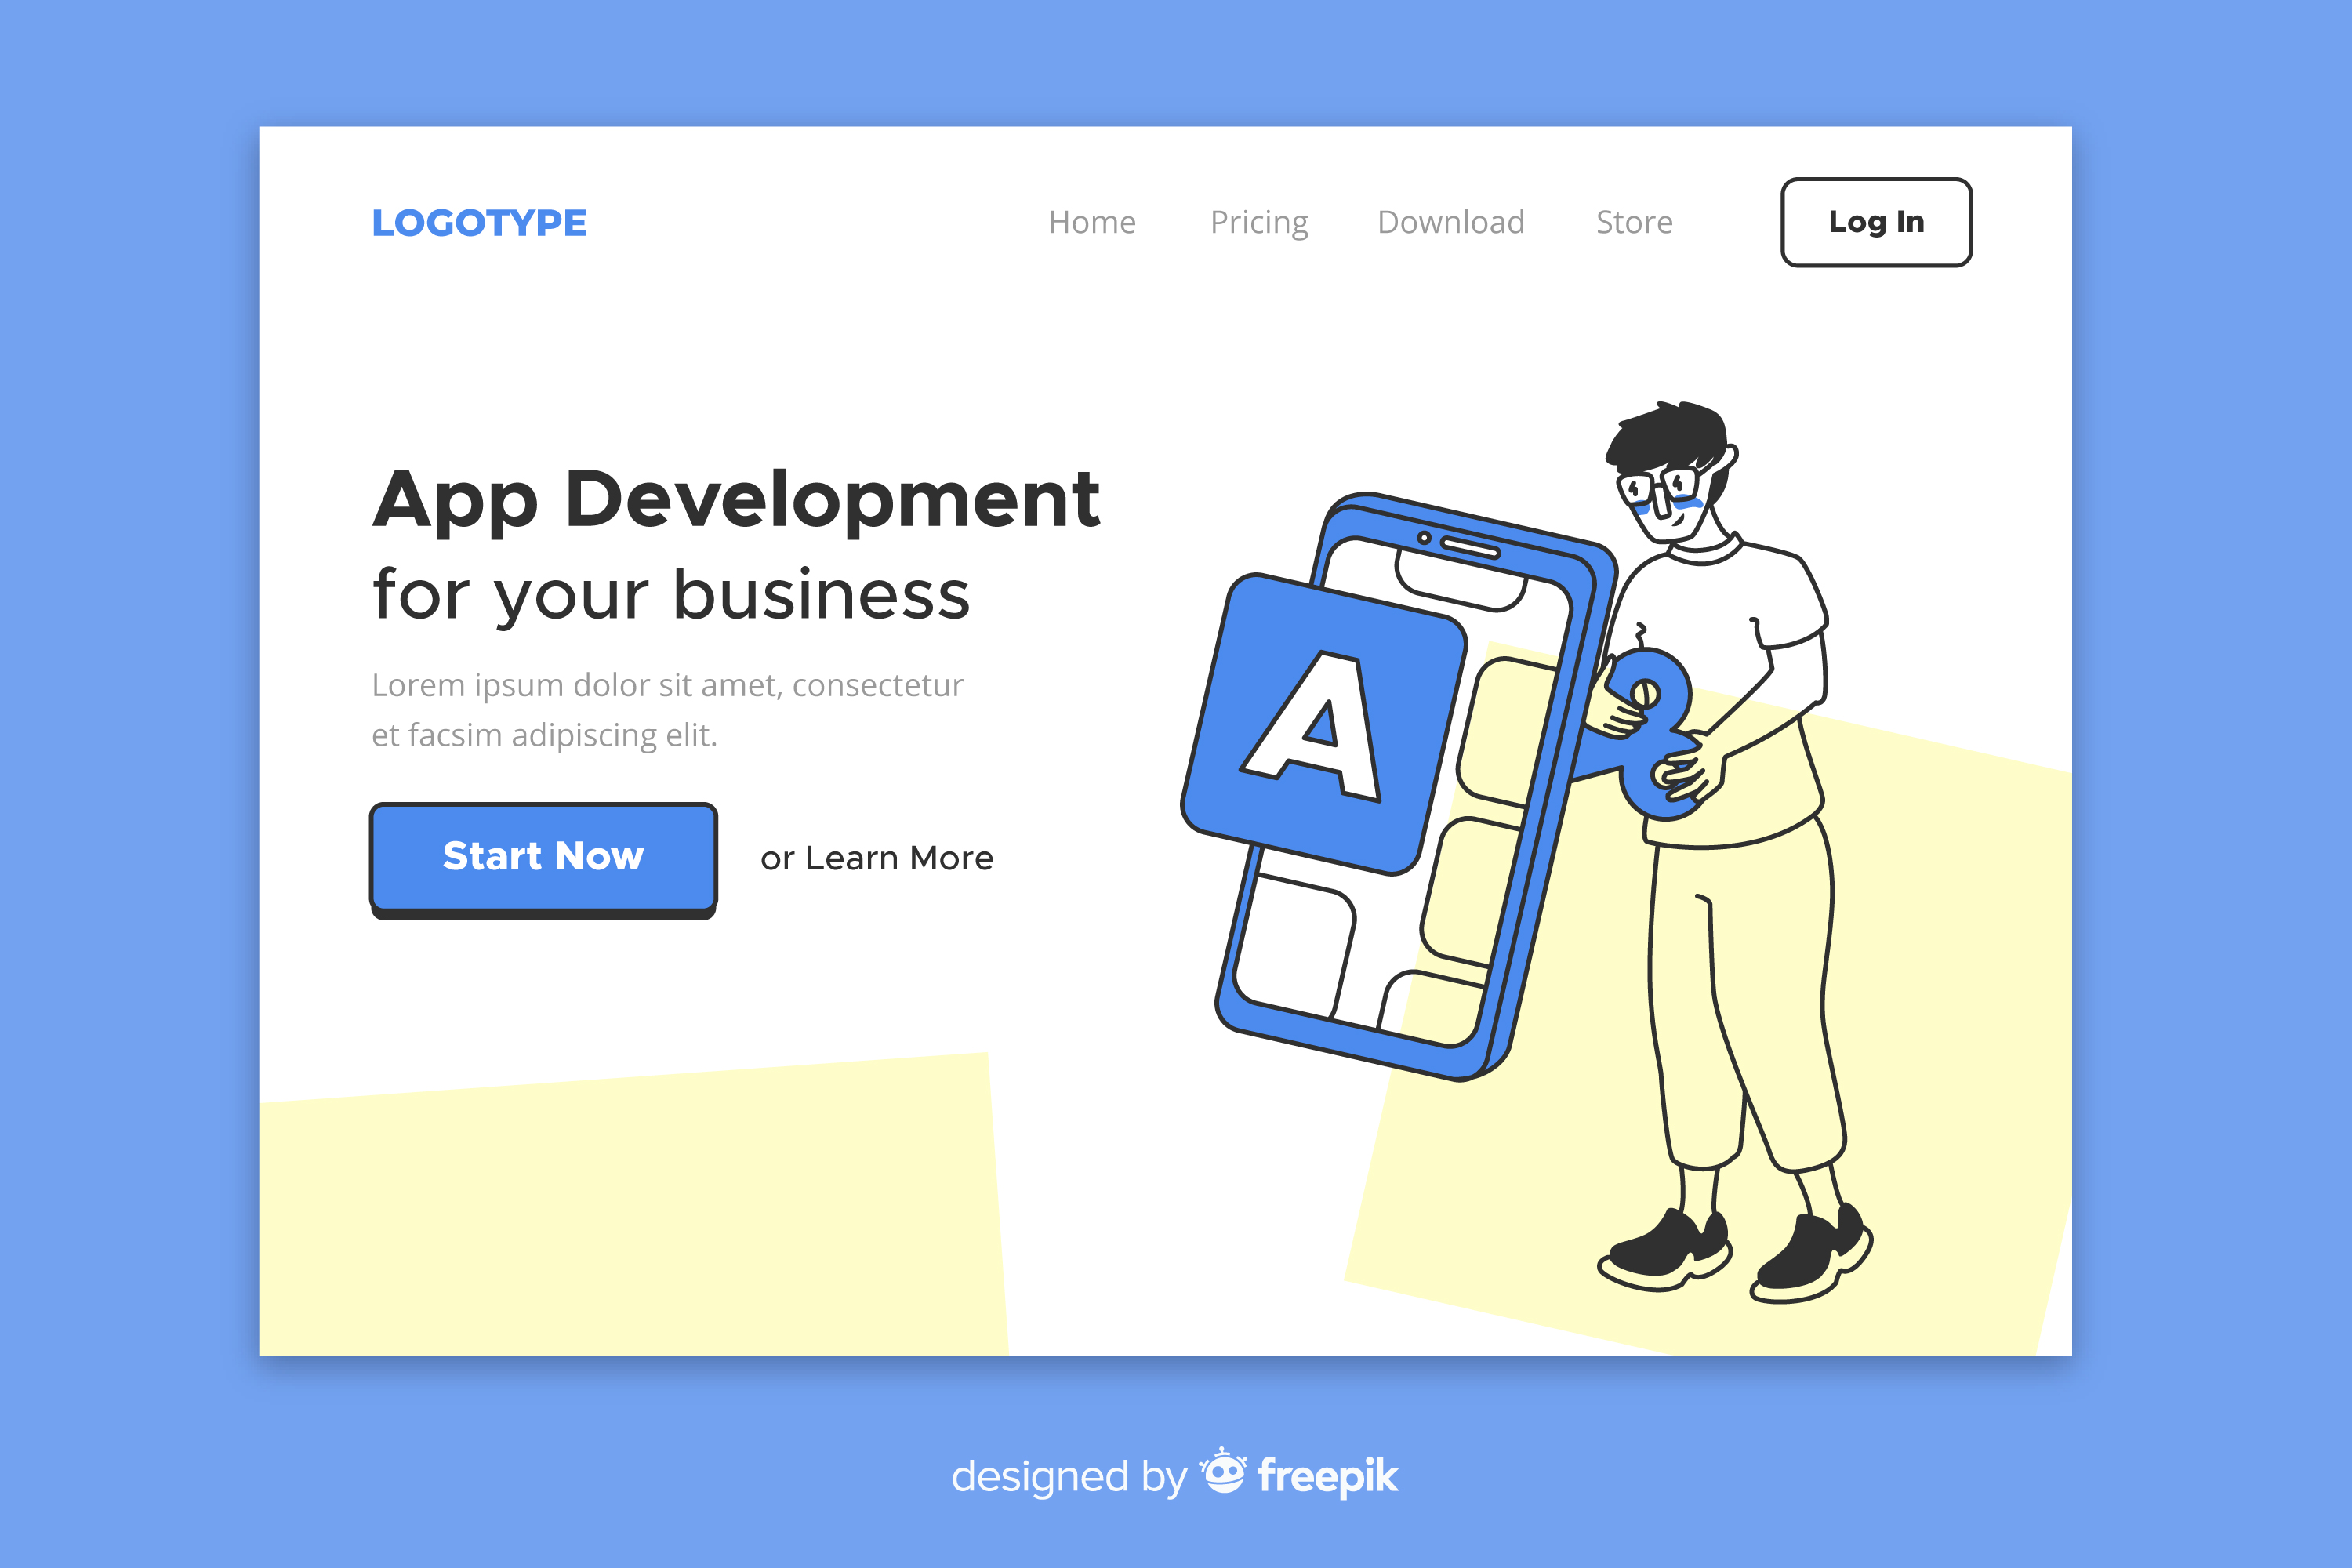 LOGOTYPE
Home Pricing Download Store Log In
App Development
for your business
Lorem ipsum dolor sit amet, consectetur
et facsim adipiscing elit.
Start Now or Learn More
A
designed by freepik